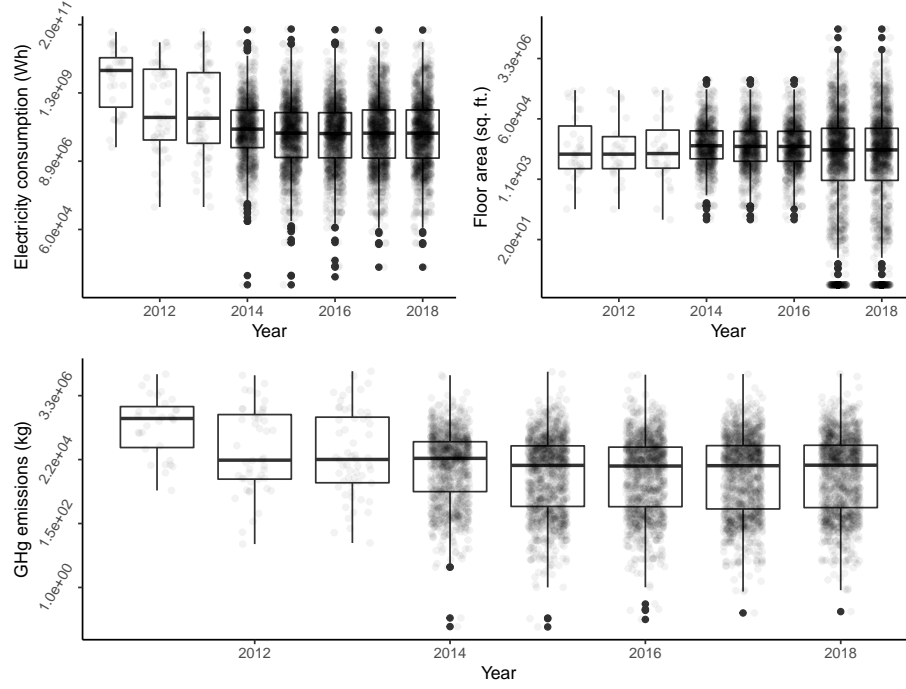 Electricity consumption (Wh)
2.0e+11
1.3e+09
8.9e+06
6.0e+04
2012 2014 2016 2018
Year
Floor area (sq. ft.)
3.3e+06
6.0e+04
1.1e+03
2.0e+01
2012 2014 2016 2018
Year
GHg emissions (kg)
3.3e+06
2.2e+04
1.5e+02
1.0e+00
2012 2014 2016 2018
Year